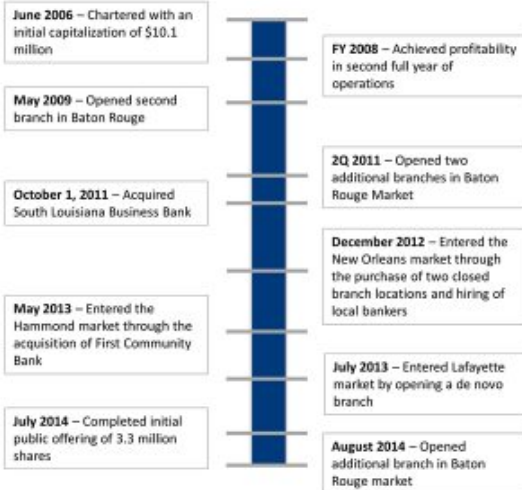 June 2006 – Chartered with an
initial capitalization of $10.1
million
FY 2008 – Achieved profitability
in second full year of
operations
May 2009 – Opened second
branch in Baton Rouge
2Q 2011 – Opened two
additional branches in Baton
Rouge Market
October 1, 2011 – Acquired
South Louisiana Business Bank
December 2012 – Entered the
New Orleans market through
the purchase of two closed
branch locations and hiring of
local bankers
May 2013 – Entered the
Hammond market through the
acquisition of First Community
Bank
July 2013 – Entered Lafayette
market by opening a de novo
branch
July 2014 – Completed initial
public offering of 3.3 million
shares
August 2014 – Opened
additional branch in Baton
Rouge market